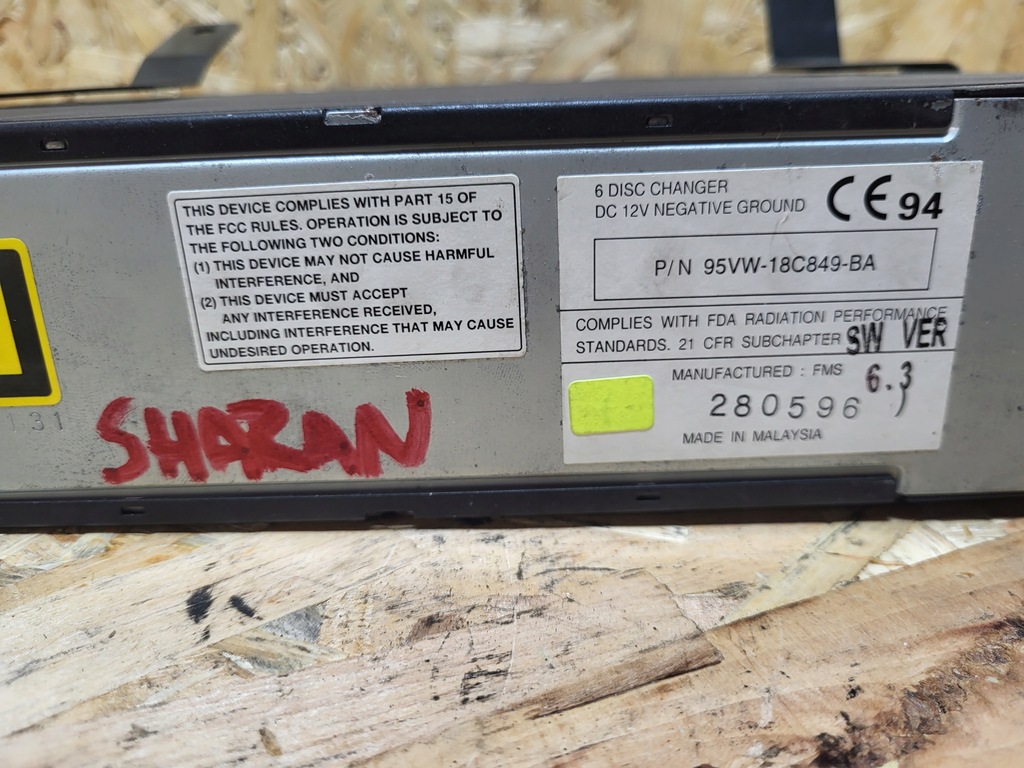 THIS DEVICE COMPLIES WITH PART 15 OF
THE FCC RULES. OPERATION IS SUBJECT TO
THE FOLLOWING TWO CONDITIONS:
(1) THIS DEVICE MAY NOT CAUSE HARMFUL
INTERFERENCE, AND
(2) THIS DEVICE MUST ACCEPT
ANY INTERFERENCE RECEIVED,
INCLUDING INTERFERENCE THAT MAY CAUSE
UNDESIRED OPERATION.
6 DISC CHANGER
DC 12V NEGATIVE GROUND
CE 94
P/N 95VW-18C849-BA
COMPLIES WITH FDA RADIATION PERFORMANCE
STANDARDS. 21 CFR SUBCHAPTER
SW VER
6.3
MANUFACTURED : FMS
280596
MADE IN MALAYSIA
131
SHARAN